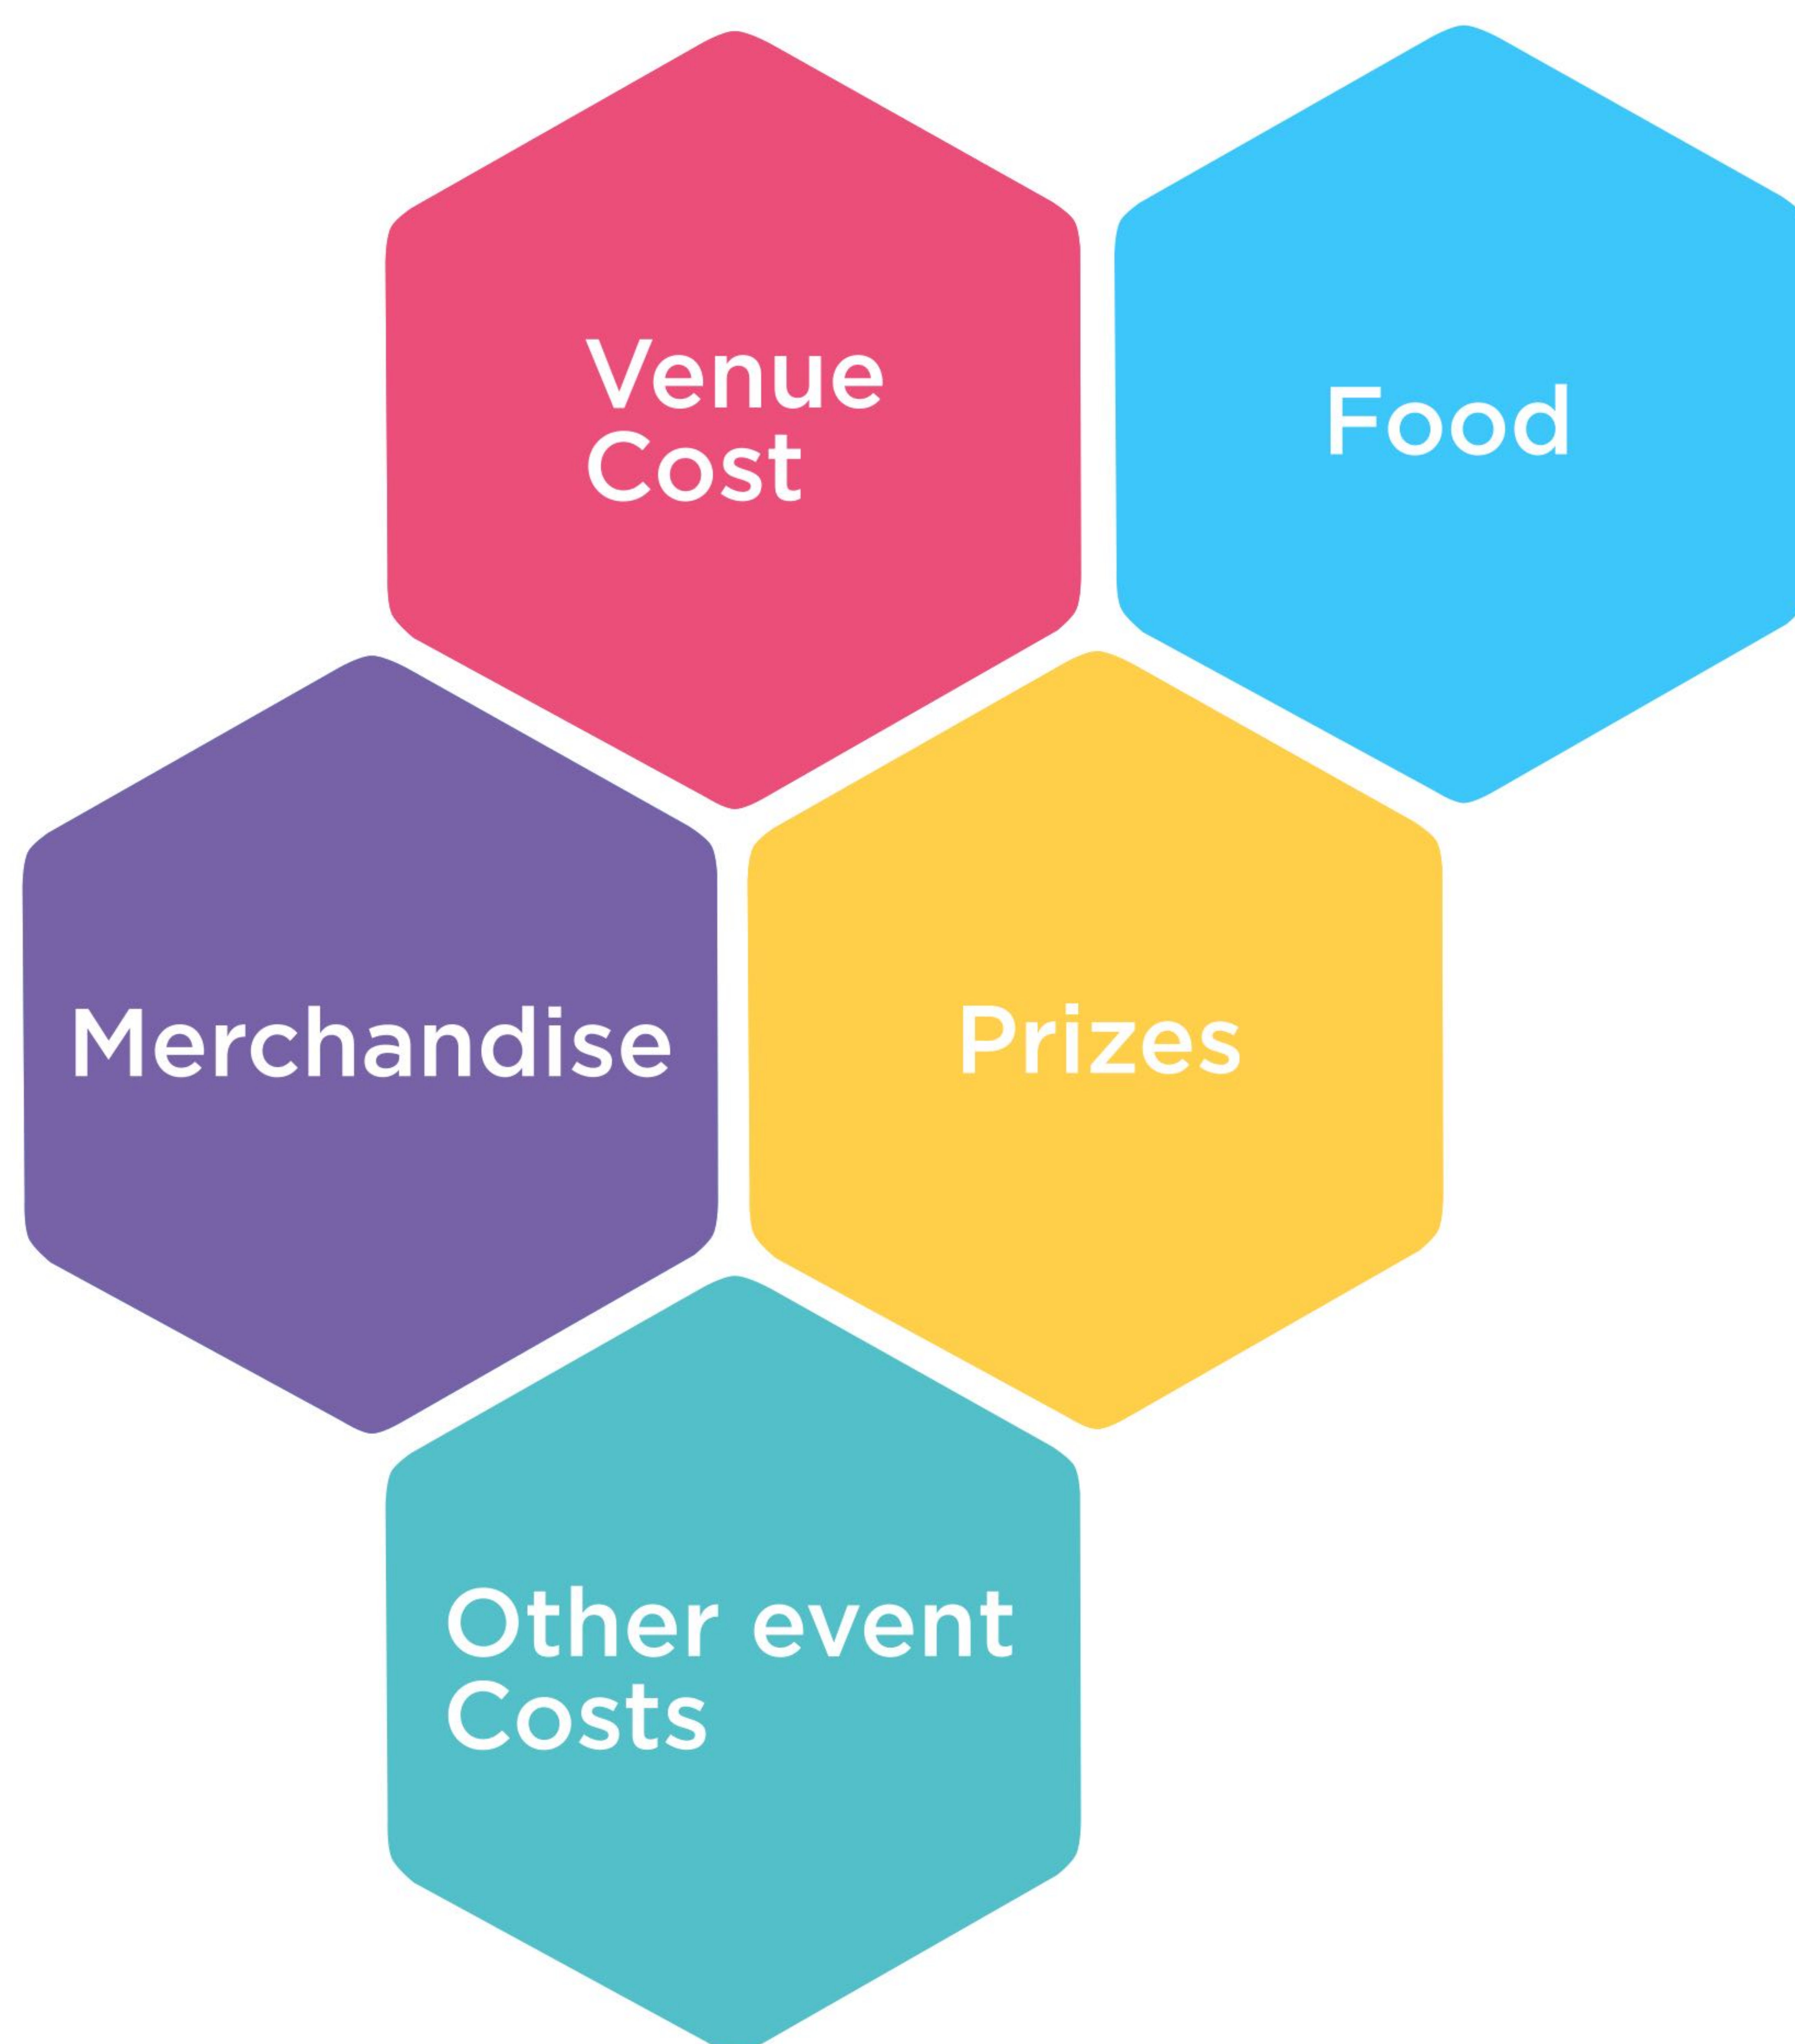 Venue
Cost
Food
Merchandise
Prizes
Other event
Costs